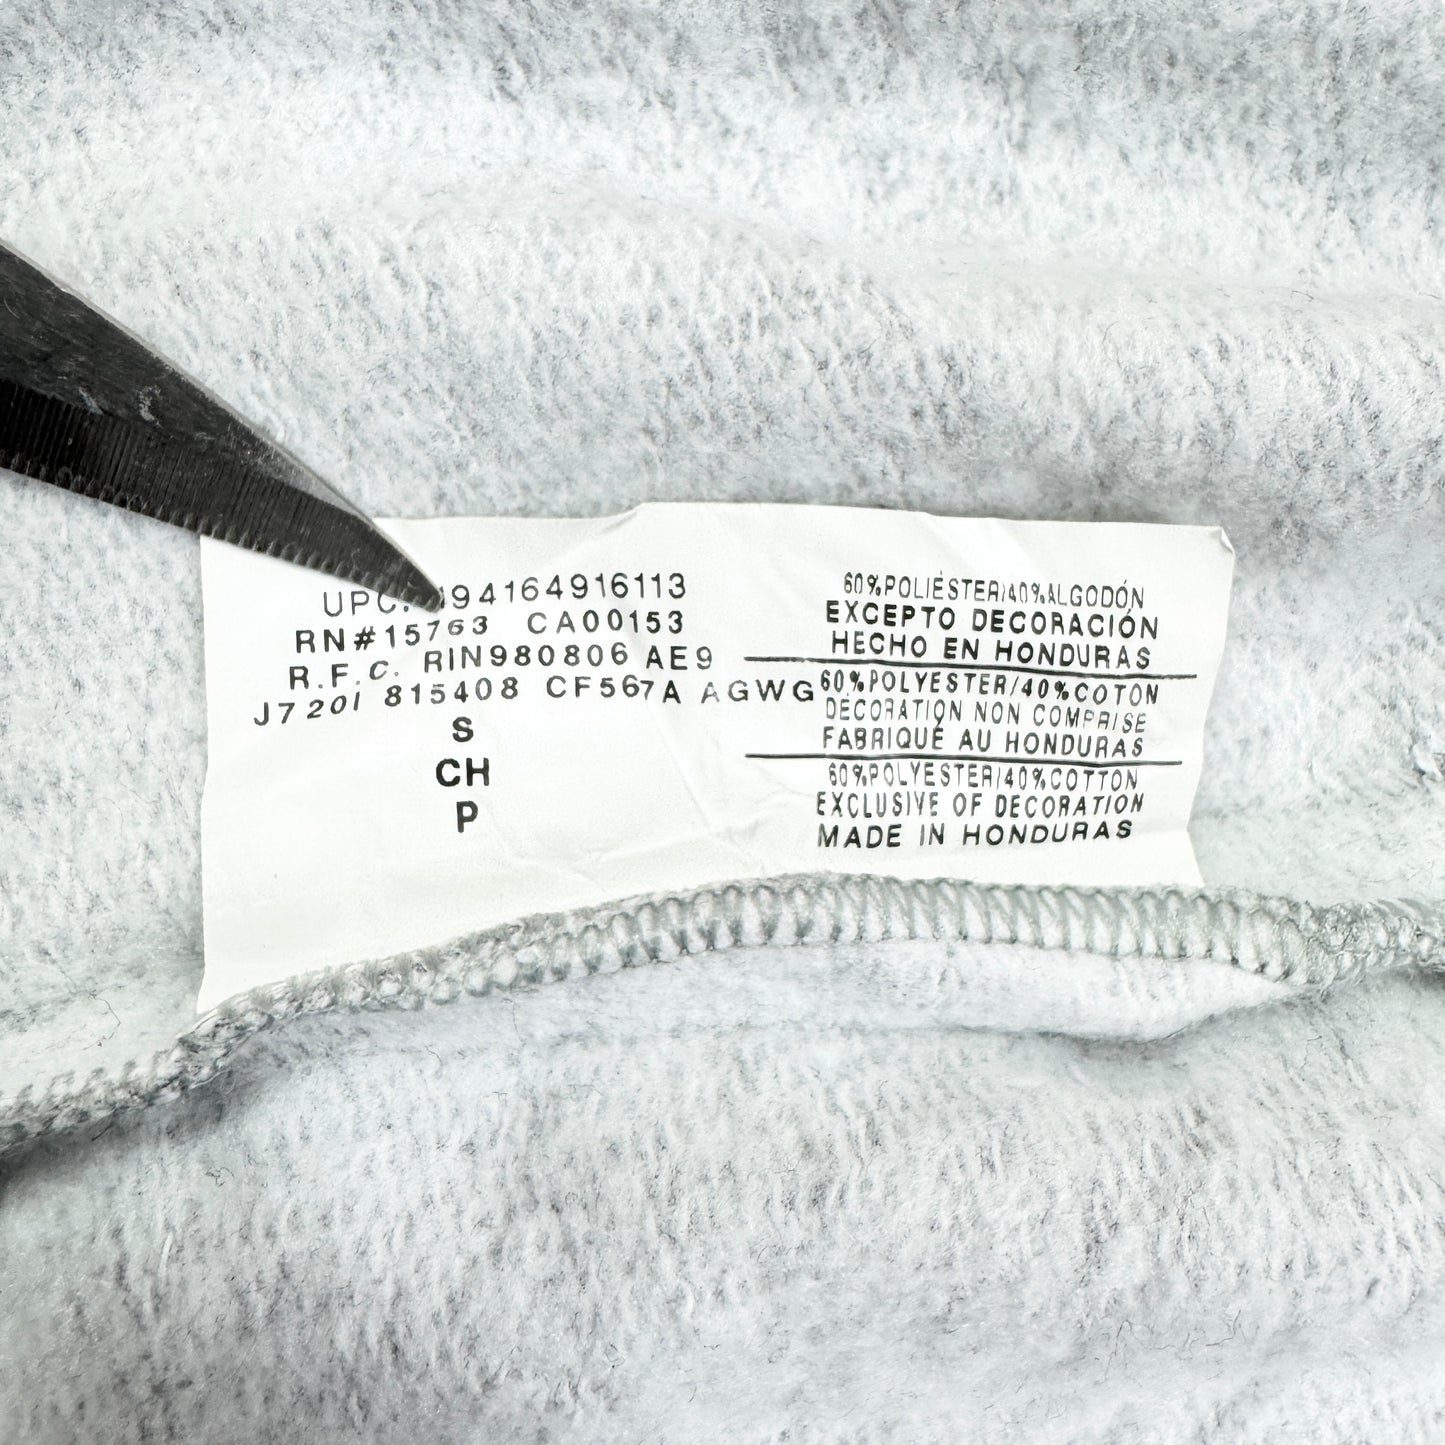 UPC: 194164916113
RN#15763 CA00153
R.F.C. RIN980806 AE9
J720I 815408 CF567A AGWG
S
CH
P
60%POLIÉSTER/40%ALGODÓN
EXCEPTO DECORACIÓN
HECHO EN HONDURAS
60%POLYESTER/40%COTON
DÉCORATION NON COMPRISE
FABRIQUÉ AU HONDURAS
60%POLYESTER/40%COTTON
EXCLUSIVE OF DECORATION
MADE IN HONDURAS